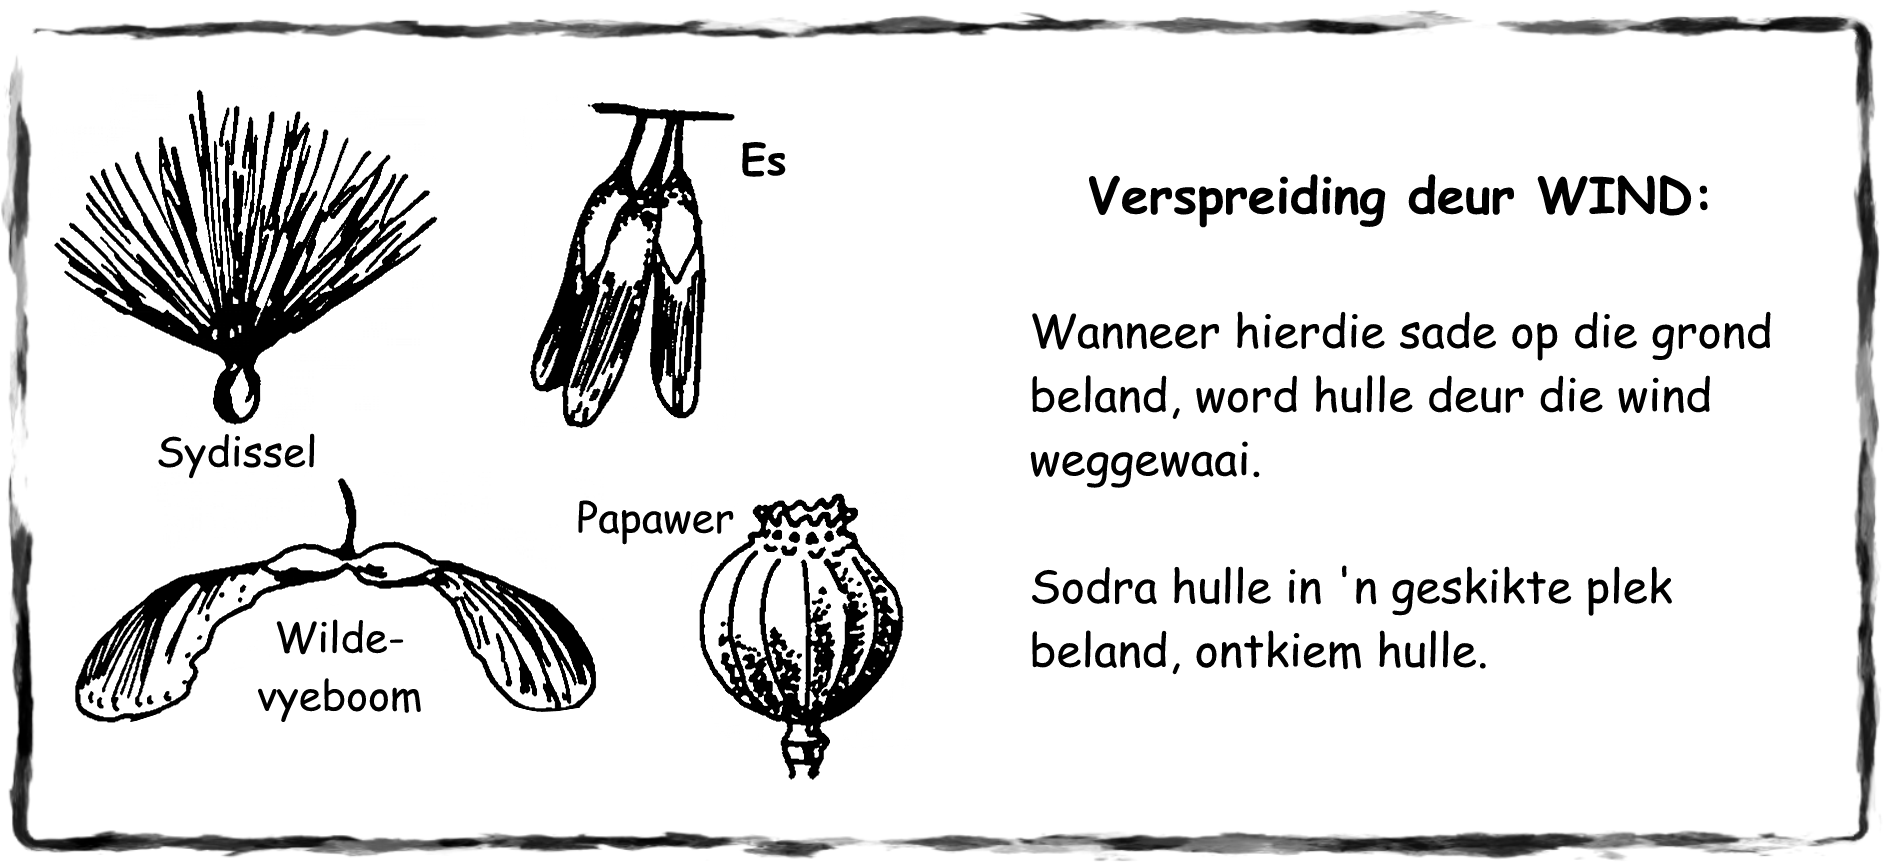 Es
Sydissel
Papawer
Wilde-
vyeboom
Verspreiding deur WIND:
Wanneer hierdie sade op die grond
beland, word hulle deur die wind
weggewaai.
Sodra hulle in 'n geskikte plek
beland, ontkiem hulle.